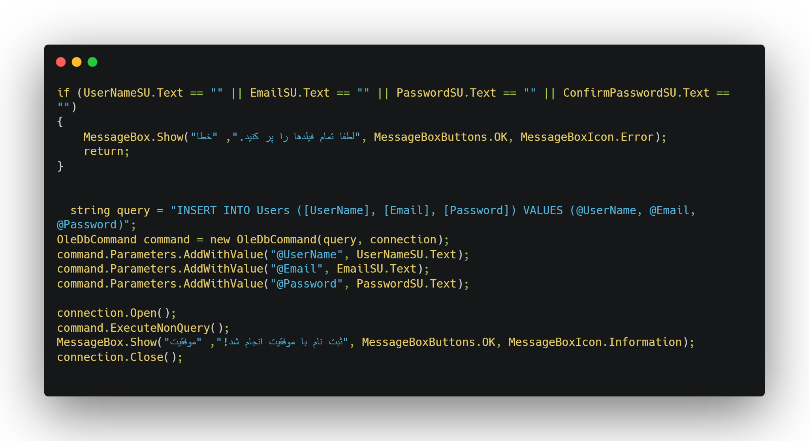 if (UserNameSU.Text == "" || EmailSU.Text == "" || PasswordSU.Text == "" || ConfirmPasswordSU.Text ==
"")
{
    MessageBox.Show("لطفا تمام فیلدها را پر کنید.", "خطا", MessageBoxButtons.OK, MessageBoxIcon.Error);
    return;
}
  string query = "INSERT INTO Users ([UserName], [Email], [Password]) VALUES (@UserName, @Email,
@Password)";
OleDbCommand command = new OleDbCommand(query, connection);
command.Parameters.AddWithValue("@UserName", UserNameSU.Text);
command.Parameters.AddWithValue("@Email", EmailSU.Text);
command.Parameters.AddWithValue("@Password", PasswordSU.Text);
connection.Open();
command.ExecuteNonQuery();
MessageBox.Show("ثبت نام با موفقیت انجام شد!", "موفقیت", MessageBoxButtons.OK, MessageBoxIcon.Information);
connection.Close();